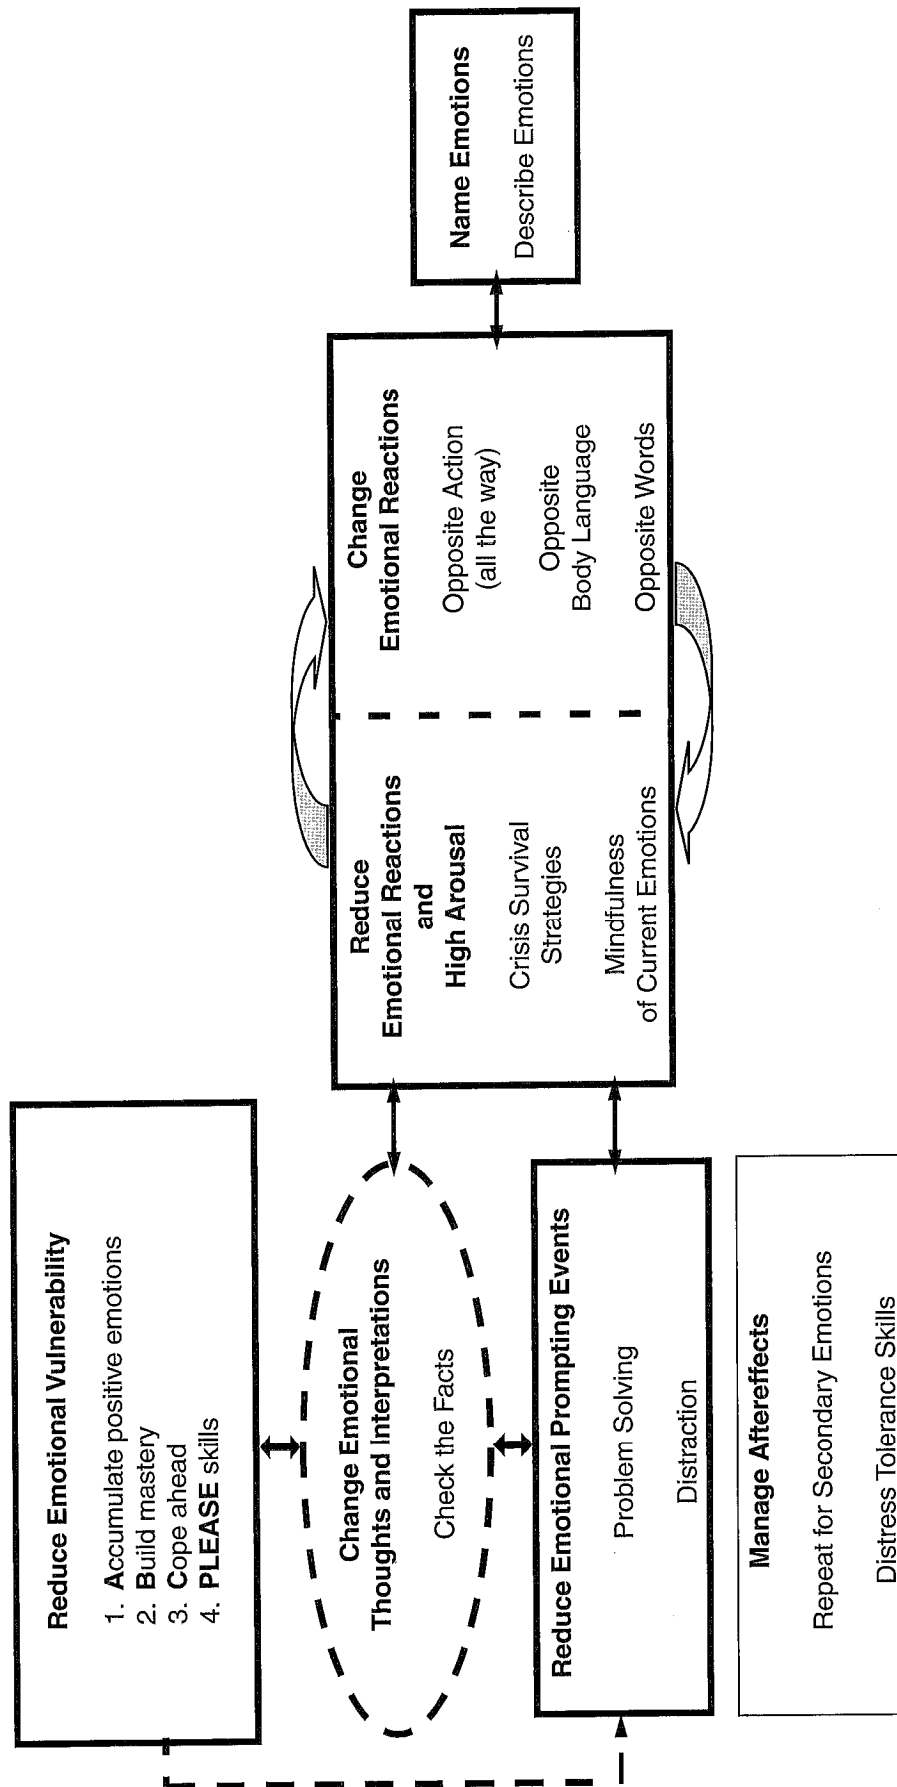 Reduce Emotional Vulnerability
1. Accumulate positive emotions
2. Build mastery
3. Cope ahead
4. PLEASE skills
Change Emotional
Thoughts and Interpretations
Check the Facts
Reduce Emotional Prompting Events
Problem Solving
Distraction
Manage Aftereffects
Repeat for Secondary Emotions
Distress Tolerance Skills
Reduce
Emotional Reactions
and
High Arousal
Crisis Survival
Strategies
Mindfulness
of Current Emotions
Change
Emotional Reactions
Opposite Action
(all the way)
Opposite
Body Language
Opposite Words
Name Emotions
Describe Emotions